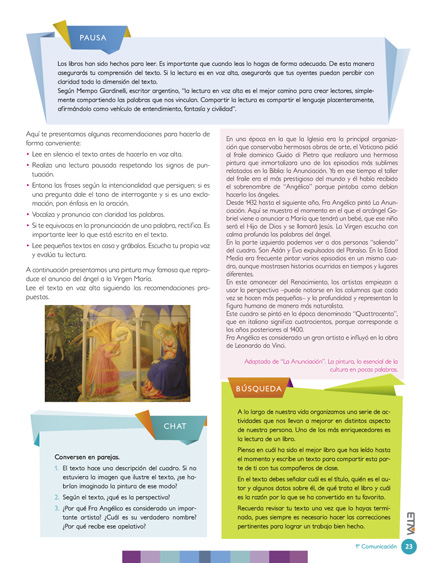 PAUSA
Los libros han sido hechos para leer. Es importante que cuando leas lo hagas de forma adecuada. De esta manera
asegurarás tu comprensión del texto. Si la lectura es en voz alta, asegurarás que tus oyentes puedan percibir con
claridad toda la dimensión del texto.
Según Mempo Giardinelli, escritor argentino, “la lectura en voz alta es el mejor camino para crear lectores, simple-
mente compartiendo las palabras que nos vinculan. Compartir la lectura es compartir el lenguaje placenteramente,
afirmándolo como vehículo de entendimiento, fantasía y civilidad”.
Aquí te presentamos algunas recomendaciones para hacerlo de
forma conveniente:
• Lee en silencio el texto antes de hacerlo en voz alta.
• Realiza una lectura pausada respetando los signos de pun-
tuación.
• Entona las frases según la intencionalidad que persiguen: si es
una pregunta dale el tono de interrogante y si es una excla-
mación, pon énfasis en la oración.
• Vocaliza y pronuncia con claridad las palabras.
• Si te equivocas en la pronunciación de una palabra, rectifica. Es
importante leer lo que está escrito en el texto.
• Lee pequeños textos en casa y grábalos. Escucha tu propia voz
y evalúa tu lectura.
A continuación presentamos una pintura muy famosa que repro-
duce el anuncio del ángel a la Virgen María.
Lee el texto en voz alta siguiendo las recomendaciones pro-
puestas.
CHAT
Conversen en parejas.
1. El texto hace una descripción del cuadro. Si no
estuviera la imagen que ilustre el texto, ¿se ha-
brían imaginado la pintura de ese modo?
2. Según el texto, ¿qué es la perspectiva?
3. ¿Por qué Fra Angélico es considerado un impor-
tante artista? ¿Cuál es su verdadero nombre?
¿Por qué recibe ese apelativo?
En una época en la que la Iglesia era la principal organiza-
ción que conservaba hermosas obras de arte, el Vaticano pidió
al fraile dominico Guido di Pietro que realizara una hermosa
pintura que inmortalizara uno de los episodios más sublimes
relatados en la Biblia: la Anunciación. Ya en ese tiempo el taller
del fraile era el más prestigioso del mundo y él había recibido
el sobrenombre de “Angélico” porque pintaba como debían
hacerlo los ángeles.
Desde 1432 hasta el siguiente año, Fra Angélico pintó La Anun-
ciación. Aquí se muestra el momento en el que el arcángel Ga-
briel viene a anunciar a María que tendrá un bebé, que ese niño
será el Hijo de Dios y se llamará Jesús. La Virgen escucha con
calma profunda las palabras del ángel.
En la parte izquierda podemos ver a dos personas “saliendo”
del cuadro. Son Adán y Eva expulsados del Paraíso. En la Edad
Media era frecuente pintar varios episodios en un mismo cua-
dro, aunque mostrasen historias ocurridas en tiempos y lugares
diferentes.
En este amanecer del Renacimiento, los artistas empiezan a
usar la perspectiva –puede notarse en las columnas que cada
vez se hacen más pequeñas– y la profundidad y representan la
figura humana de manera más naturalista.
Este cuadro se pintó en la época denominada “Quattrocento”,
que en italiano significa cuatrocientos, porque corresponde a
los años posteriores al 1400.
Fra Angélico es considerado un gran artista e influyó en la obra
de Leonardo da Vinci.
Adaptado de “La Anunciación”. La pintura, lo esencial de la
cultura en pocas palabras.
BÚSQUEDA
A lo largo de nuestra vida organizamos una serie de ac-
tividades que nos llevan a mejorar en distintos aspecto
de nuestra persona. Uno de los más enriquecedores es
la lectura de un libro.
Piensa en cuál ha sido el mejor libro que has leído hasta
el momento y escribe un texto para compartir esta par-
te de ti con tus compañeros de clase.
En el texto debes señalar cuál es el título, quién es el au-
tor y algunos datos sobre él, de qué trata el libro y cuál
es la razón por la que se ha convertido en tu favorito.
Recuerda revisar tu texto una vez que lo hayas termi-
nado, pues siempre es necesario hacer las correcciones
pertinentes para lograr un trabajo bien hecho.
1º Comunicación 23